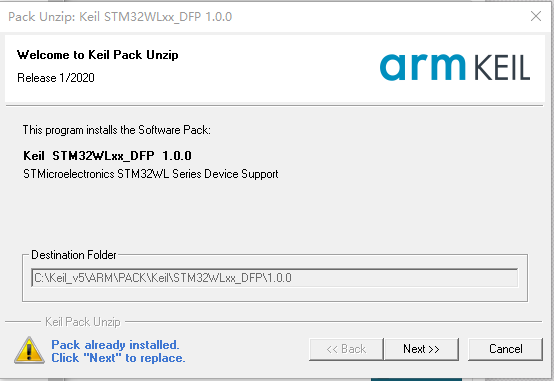 Pack Unzip: Keil STM32WLxx_DFP 1.0.0
Welcome to Keil Pack Unzip
Release 1/2020
arm KEIL
This program installs the Software Pack:
Keil STM32WLxx_DFP 1.0.0
STMicroelectronics STM32WL Series Device Support
Destination Folder
C:\Keil_v5\ARM\PACK\Keil\STM32WLxx_DFP\1.0.0
Keil Pack Unzip
Pack already installed.
Click "Next" to replace.
<< Back
Next >>
Cancel